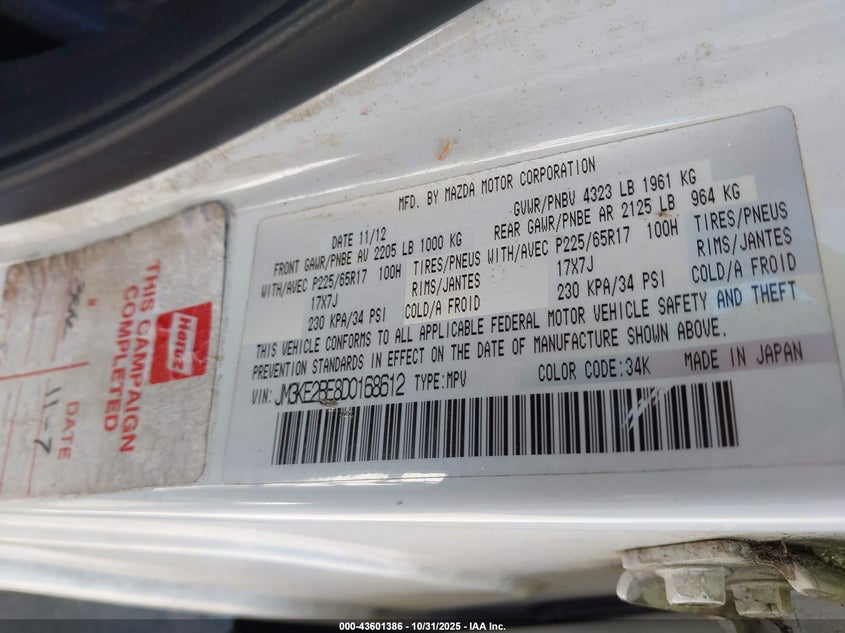 MFD. BY MAZDA MOTOR CORPORATION
DATE 11/12
GVWR/PNBV 4323 LB 1961 KG
FRONT GAWR/PNBE AV 2205 LB 1000 KG
REAR GAWR/PNBE AR 2125 LB 964 KG
WITH/AVEC P225/65R17 100H TIRES/PNEUS
WITH/AVEC P225/65R17 100H TIRES/PNEUS
17X7J RIMS/JANTES
17X7J RIMS/JANTES
230 KPA/34 PSI COLD/A FROID
230 KPA/34 PSI COLD/A FROID
THIS VEHICLE CONFORMS TO ALL APPLICABLE FEDERAL MOTOR VEHICLE SAFETY AND THEFT
PREVENTION STANDARDS IN EFFECT ON THE DATE OF MANUFACTURE SHOWN ABOVE.
VIN: JM3KE2BE8D0168612 TYPE:MPV
COLOR CODE:34K MADE IN JAPAN
Hertz
THIS CAMPAIGN
COMPLETED
DATE
11-7
000-43601386 - 10/31/2025 - IAA Inc.